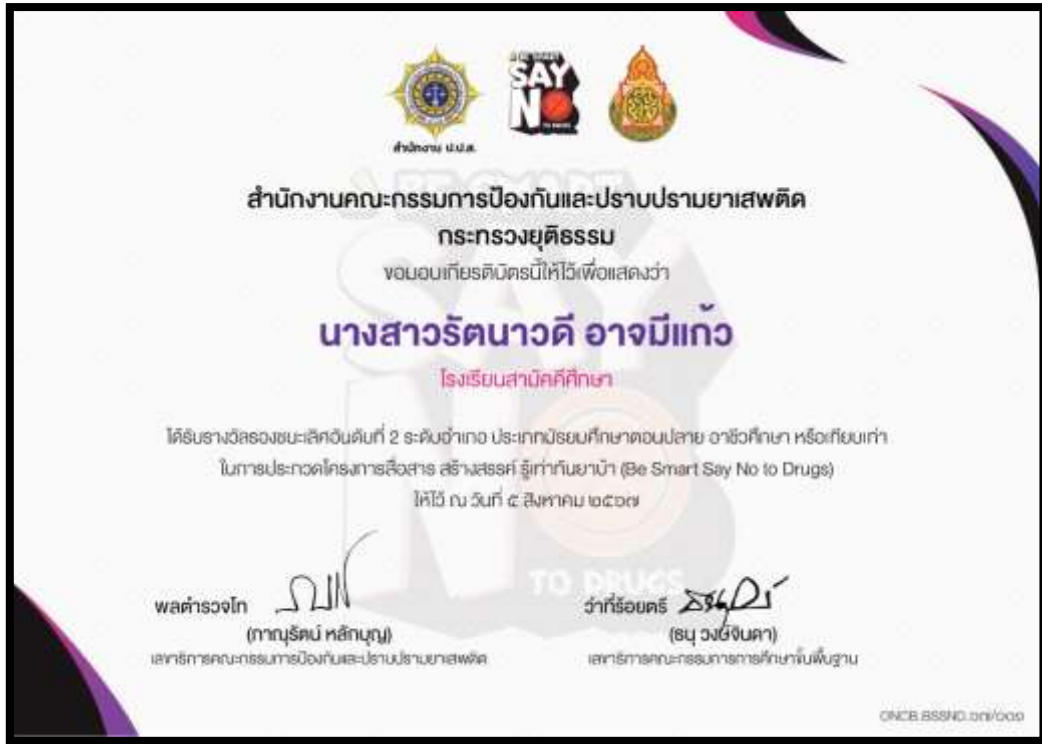 BE SMART
SAY
NO
TO DRUGS
สำนักงาน ป.ป.ส.
สำนักงานคณะกรรมการป้องกันและปราบปรามยาเสพติด
กระทรวงยุติธรรม
ขอมอบเกียรติบัตรนี้ให้ไว้เพื่อแสดงว่า
นางสาวรัตนาวดี อาจมีแก้ว
โรงเรียนสามัคคีศึกษา
ได้รับรางวัลรองชนะเลิศอันดับที่ 2 ระดับอำเภอ ประเภทมัธยมศึกษาตอนปลาย อาชีวศึกษา หรือเทียบเท่า
ในการประกวดโครงการสื่อสาร สร้างสรรค์ รู้เท่าทันยาบ้า (Be Smart Say No to Drugs)
ให้ไว้ ณ วันที่ ๕ สิงหาคม ๒๕๖๗
พลตำรวจโท
ว่าที่ร้อยตรี
(ภาณุรัตน์ หลักบุญ)
(ธนุ วงษ์จินดา)
เลขาธิการคณะกรรมการป้องกันและปราบปรามยาเสพติด
เลขาธิการคณะกรรมการการศึกษาขั้นพื้นฐาน